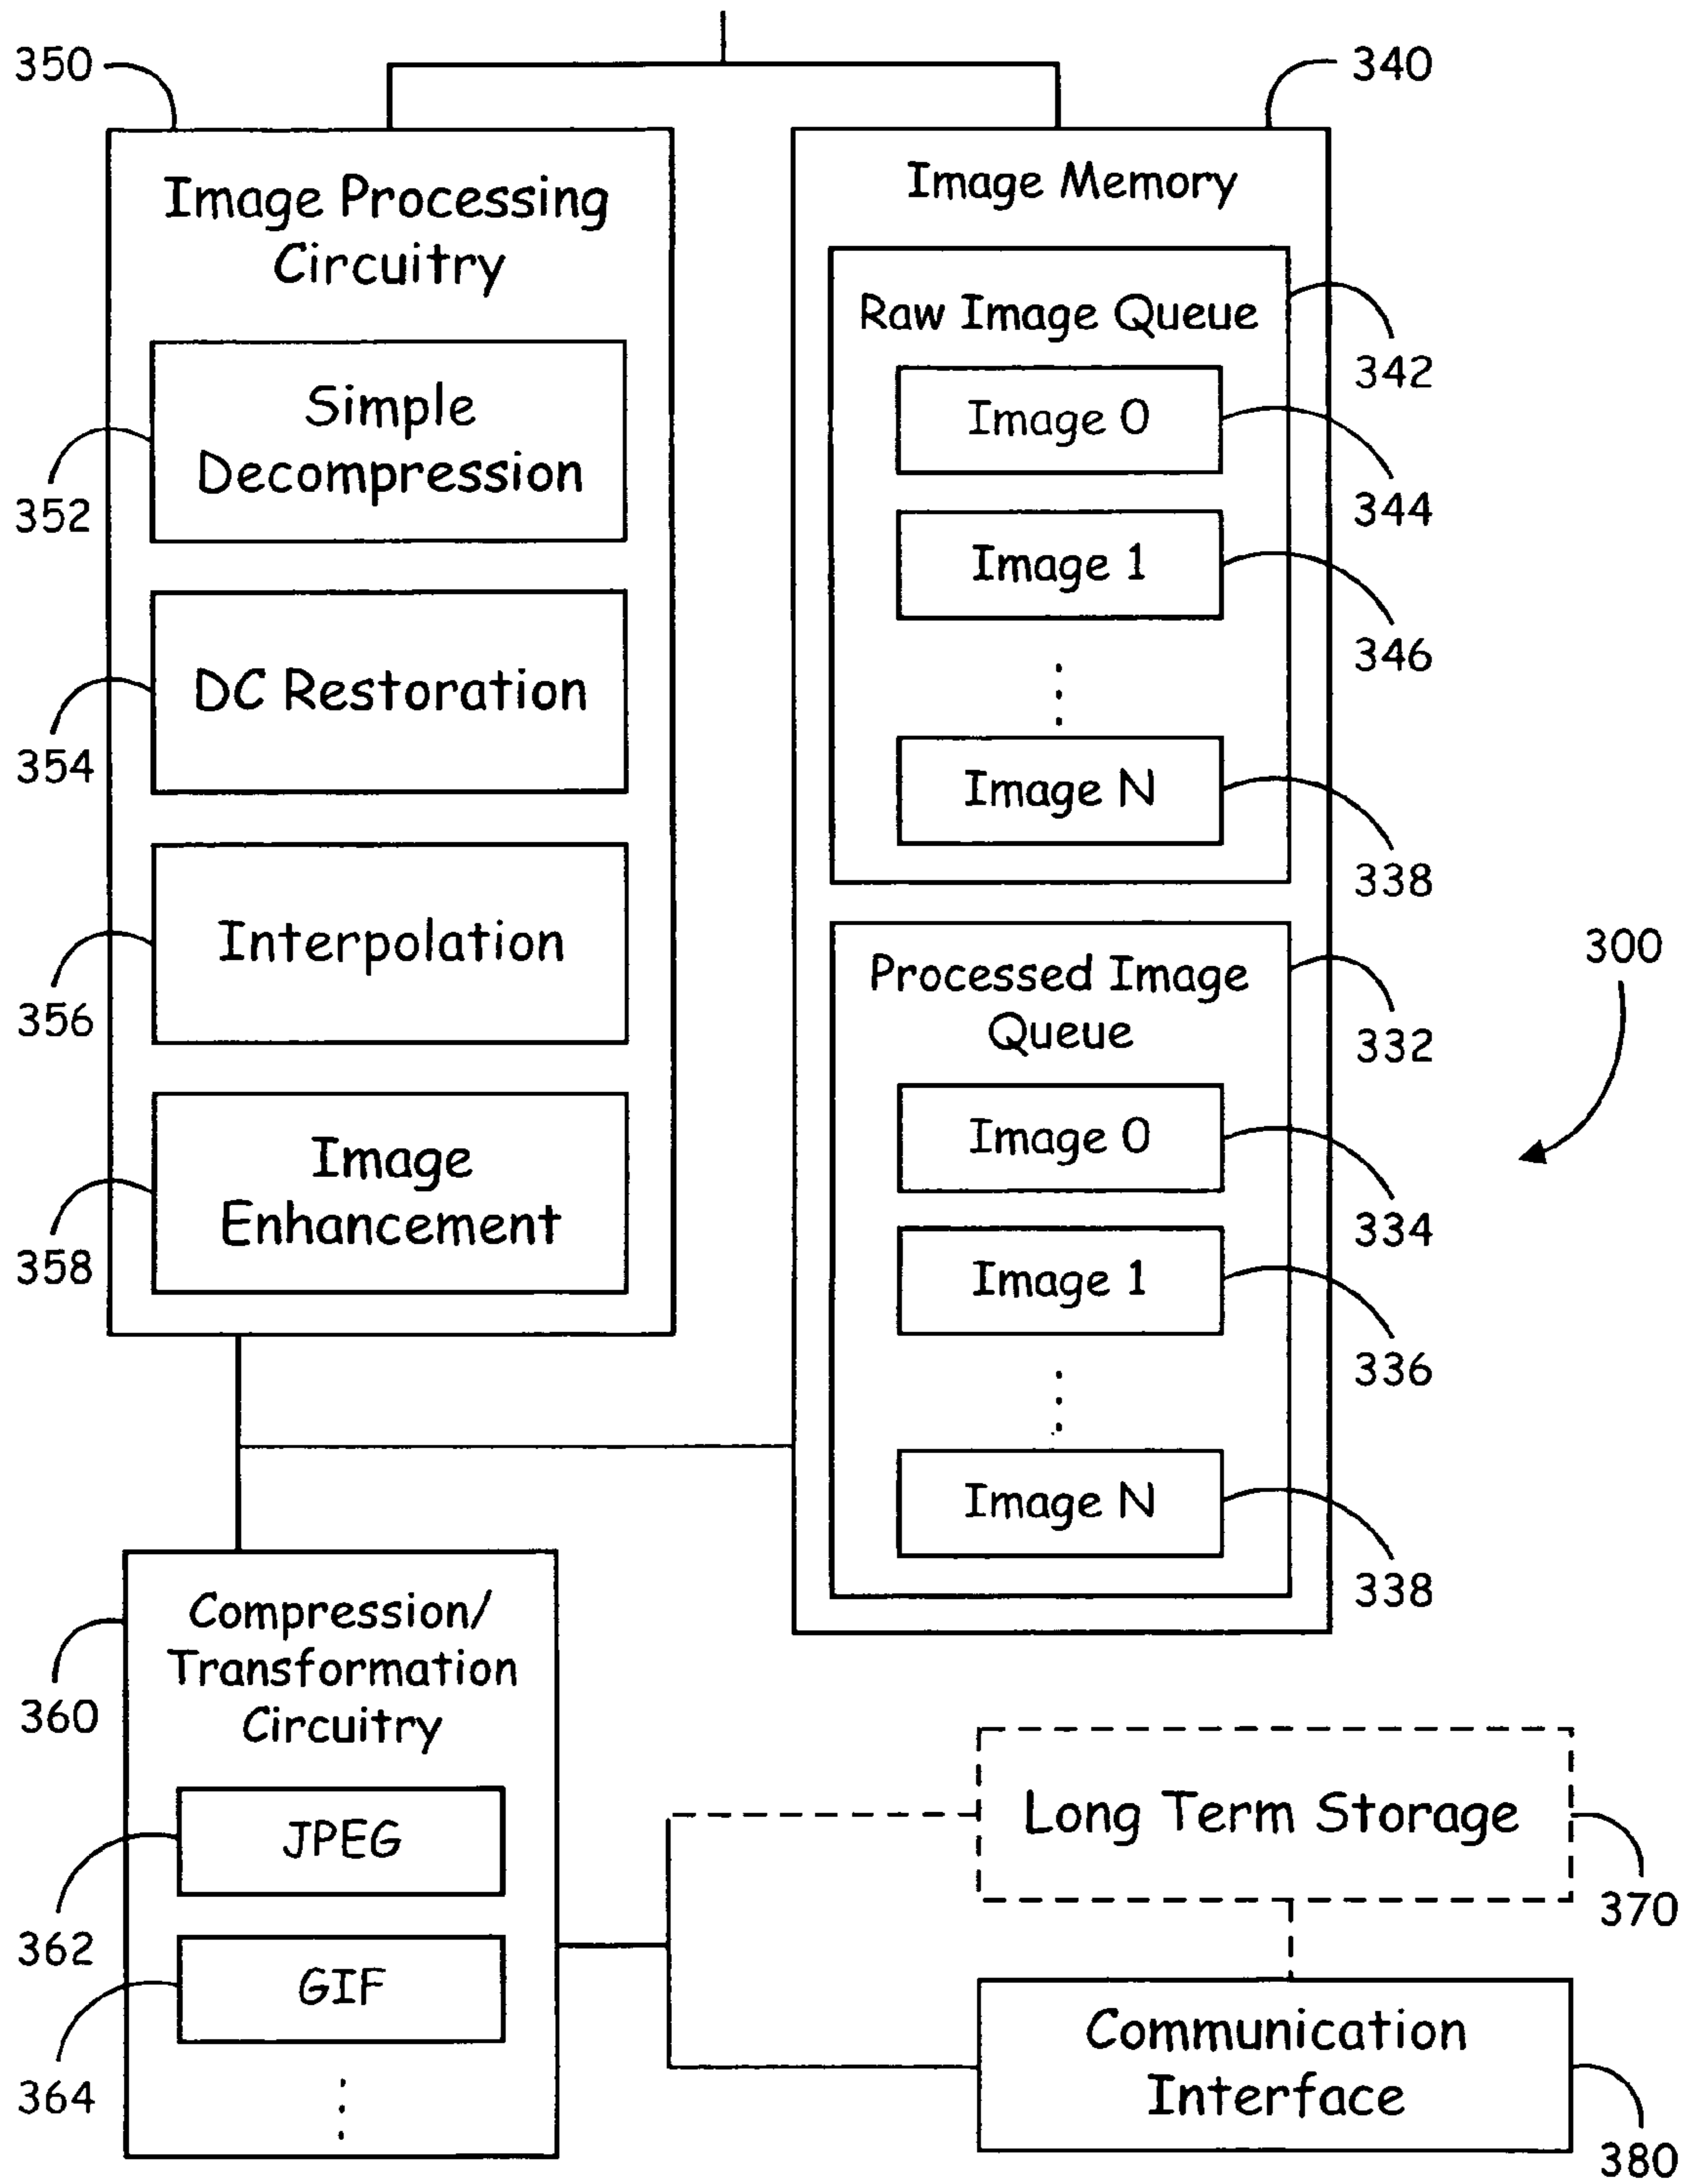 350
340
Image Processing
Circuitry
Image Memory
Raw Image Queue
342
Simple
Decompression
352
Image 0
344
Image 1
346
DC Restoration
354
Image N
338
Interpolation
356
Processed Image
Queue
332
300
Image 0
334
Image
Enhancement
358
Image 1
336
Image N
338
Compression/
Transformation
Circuitry
360
JPEG
362
GIF
364
Long Term Storage
370
Communication
Interface
380